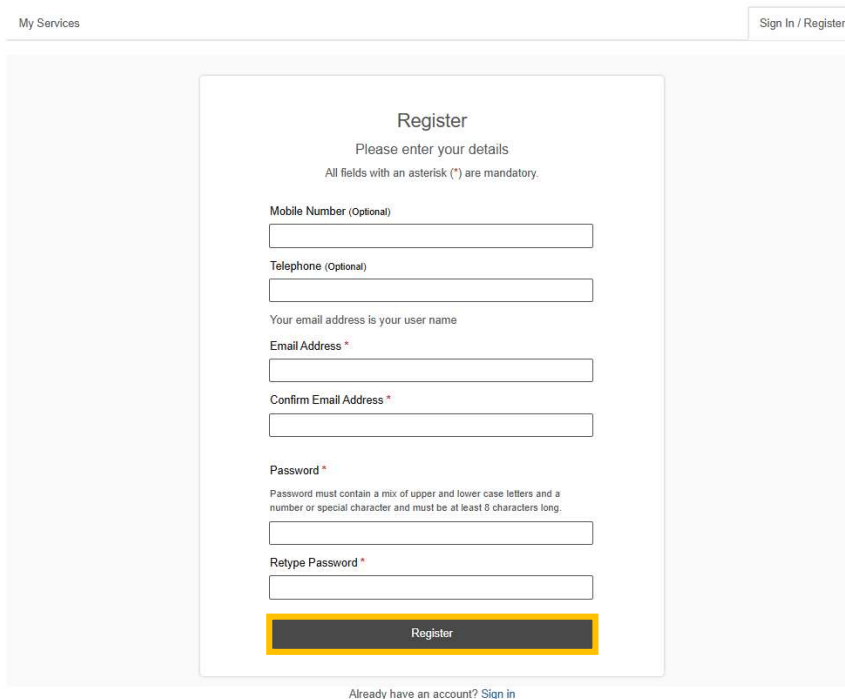 My Services
Sign In / Register
Register
Please enter your details
All fields with an asterisk (*) are mandatory.
Mobile Number (Optional)
Telephone (Optional)
Your email address is your user name
Email Address *
Confirm Email Address *
Password *
Password must contain a mix of upper and lower case letters and a
number or special character and must be at least 8 characters long.
Retype Password *
Register
Already have an account? Sign in